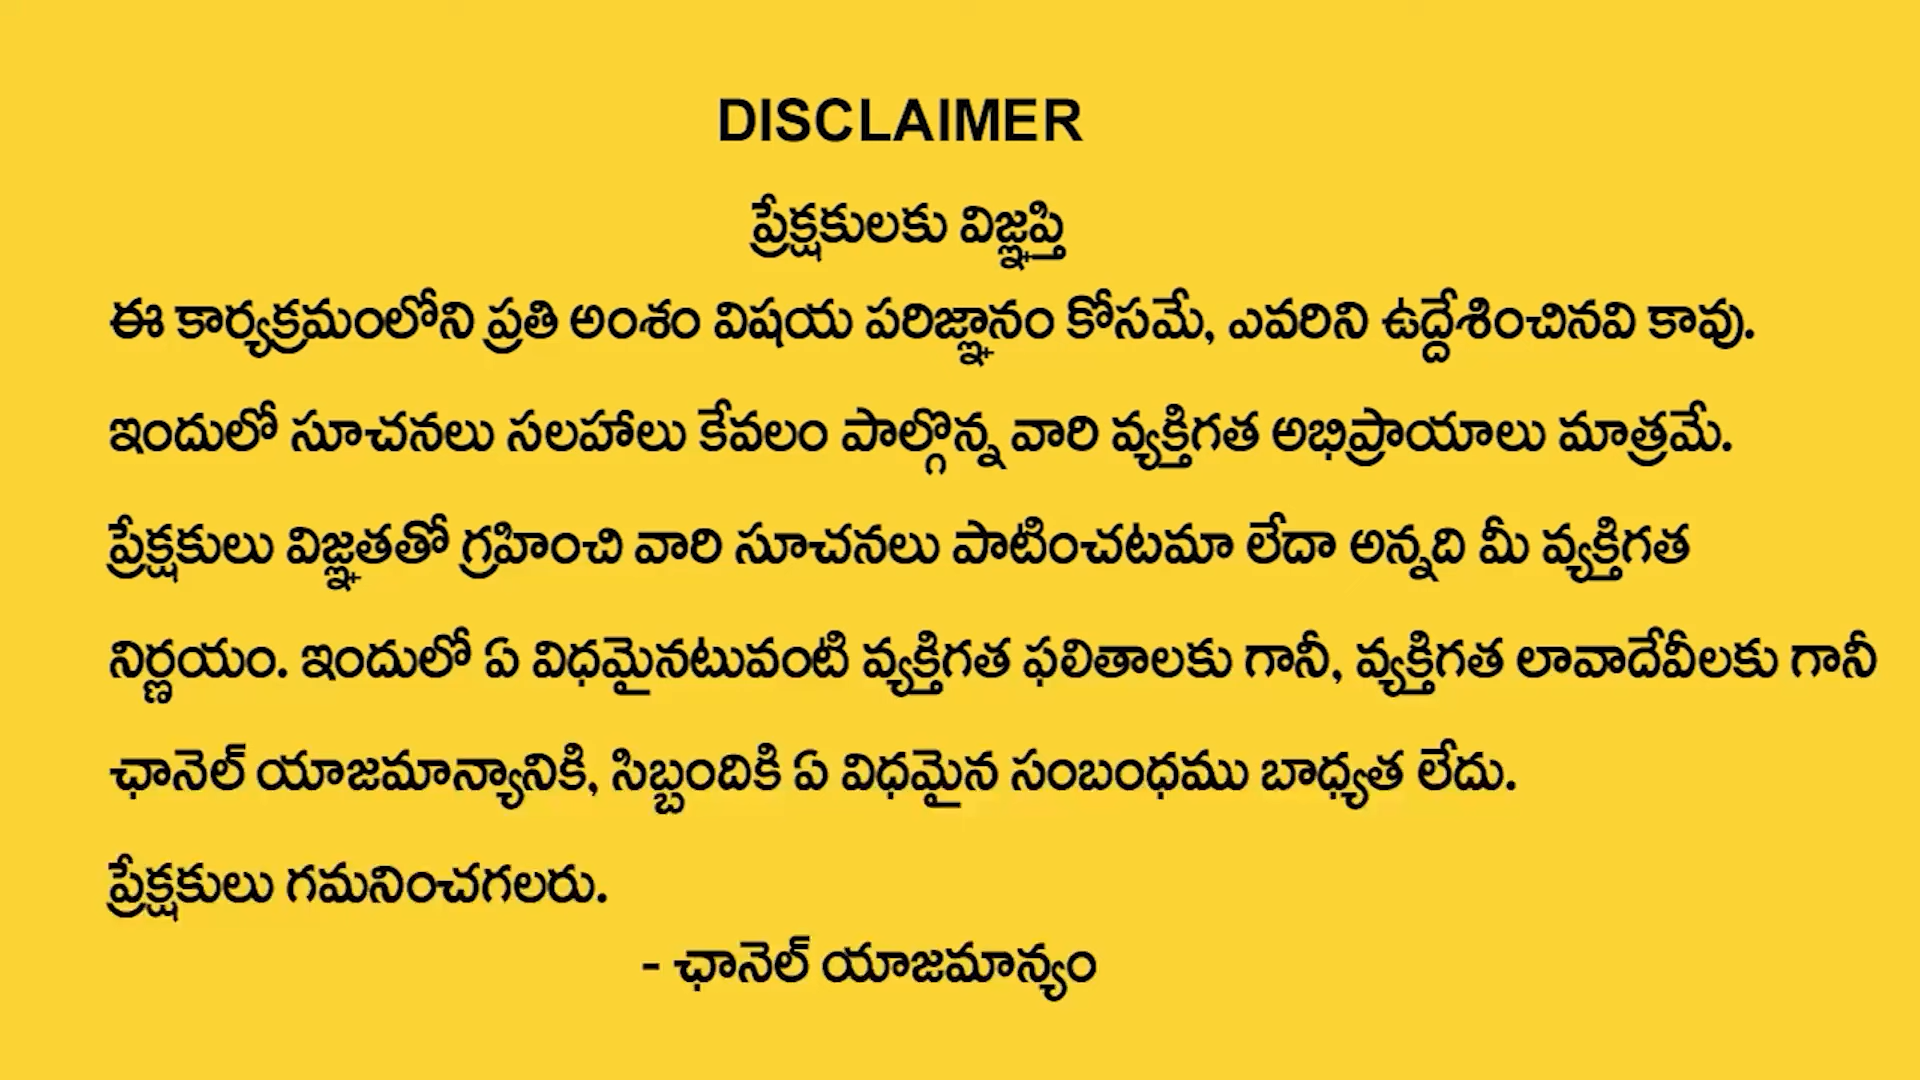 DISCLAIMER
ప్రేక్షకులకు విజ్ఞప్తి
ఈ కార్యక్రమంలోని ప్రతి అంశం విషయ పరిజ్ఞానం కోసమే, ఎవరిని ఉద్దేశించినవి కావు.
ఇందులో సూచనలు సలహాలు కేవలం పాల్గొన్న వారి వ్యక్తిగత అభిప్రాయాలు మాత్రమే.
ప్రేక్షకులు విజ్ఞతతో గ్రహించి వారి సూచనలు పాటించటమా లేదా అన్నది మీ వ్యక్తిగత
నిర్ణయం. ఇందులో ఏ విధమైనటువంటి వ్యక్తిగత ఫలితాలకు గానీ, వ్యక్తిగత లావాదేవీలకు గానీ
ఛానెల్ యాజమాన్యానికి, సిబ్బందికి ఏ విధమైన సంబంధము బాధ్యత లేదు.
ప్రేక్షకులు గమనించగలరు.
- ఛానెల్ యాజమాన్యం